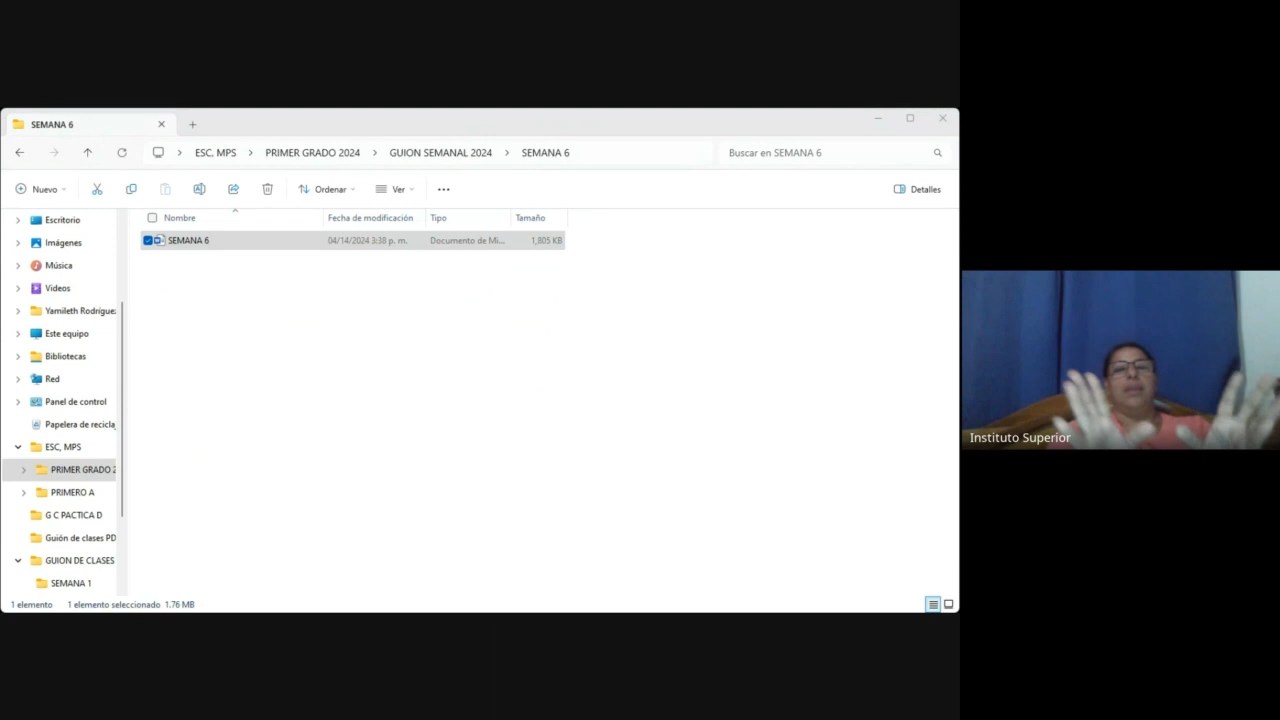 SEMANA 6
ESC, MPS PRIMER GRADO 2024 GUION SEMANAL 2024 SEMANA 6 Buscar en SEMANA 6
Nuevo Ordenar Ver Detalles
Nombre Fecha de modificación Tipo Tamaño
SEMANA 6 04/14/2024 3:38 p. m. Documento de Mi... 1,805 KB
Escritorio
Imágenes
Música
Videos
Yamileth Rodríguez
Este equipo
Bibliotecas
Red
Panel de control
Papelera de recicla
ESC, MPS
PRIMER GRADO 2
PRIMERO A
G C PACTICA D
Guión de clases PD
GUION DE CLASES
SEMANA 1
1 elemento 1 elemento seleccionado 1.76 MB
Instituto Superior